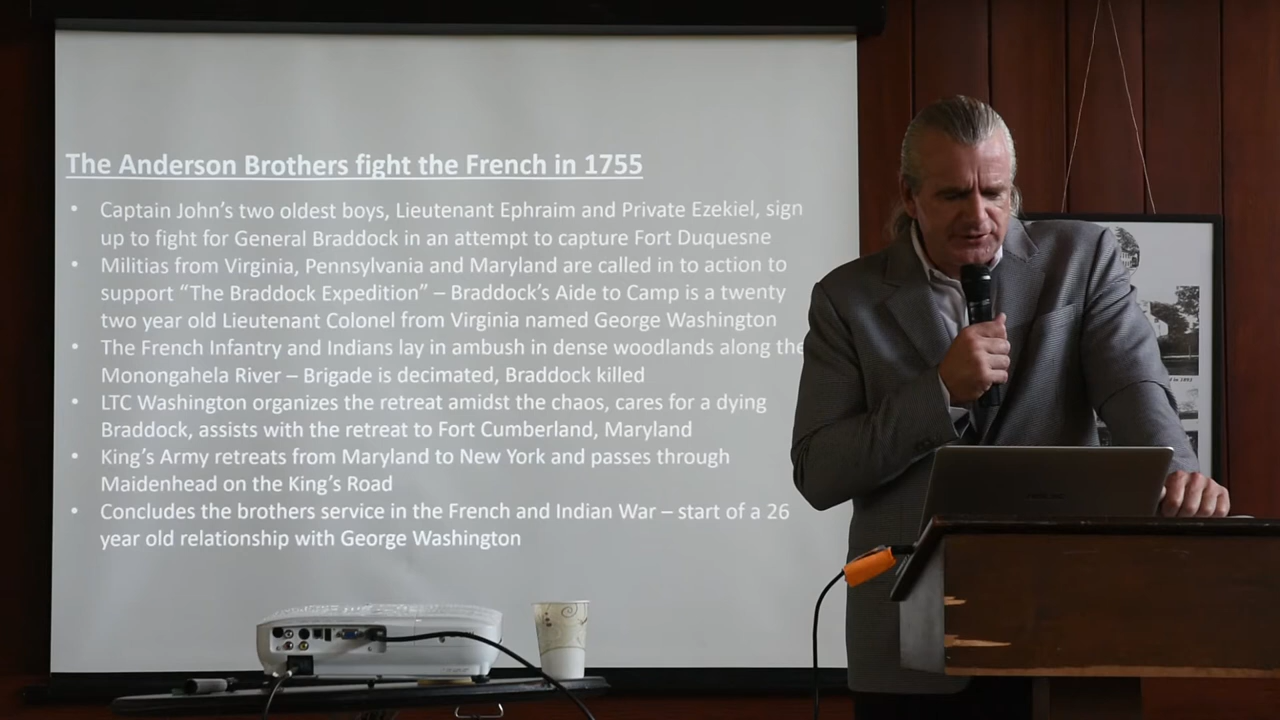 The Anderson Brothers fight the French in 1755
• Captain John's two oldest boys, Lieutenant Ephraim and Private Ezekiel, sign
up to fight for General Braddock in an attempt to capture Fort Duquesne
• Militias from Virginia, Pennsylvania and Maryland are called in to action to
support “The Braddock Expedition” – Braddock's Aide to Camp is a twenty
two year old Lieutenant Colonel from Virginia named George Washington
• The French Infantry and Indians lay in ambush in dense woodlands along the
Monongahela River – Brigade is decimated, Braddock killed
• LTC Washington organizes the retreat amidst the chaos, cares for a dying
Braddock, assists with the retreat to Fort Cumberland, Maryland
• King's Army retreats from Maryland to New York and passes through
Maidenhead on the King's Road
• Concludes the brothers service in the French and Indian War – start of a 26
year old relationship with George Washington